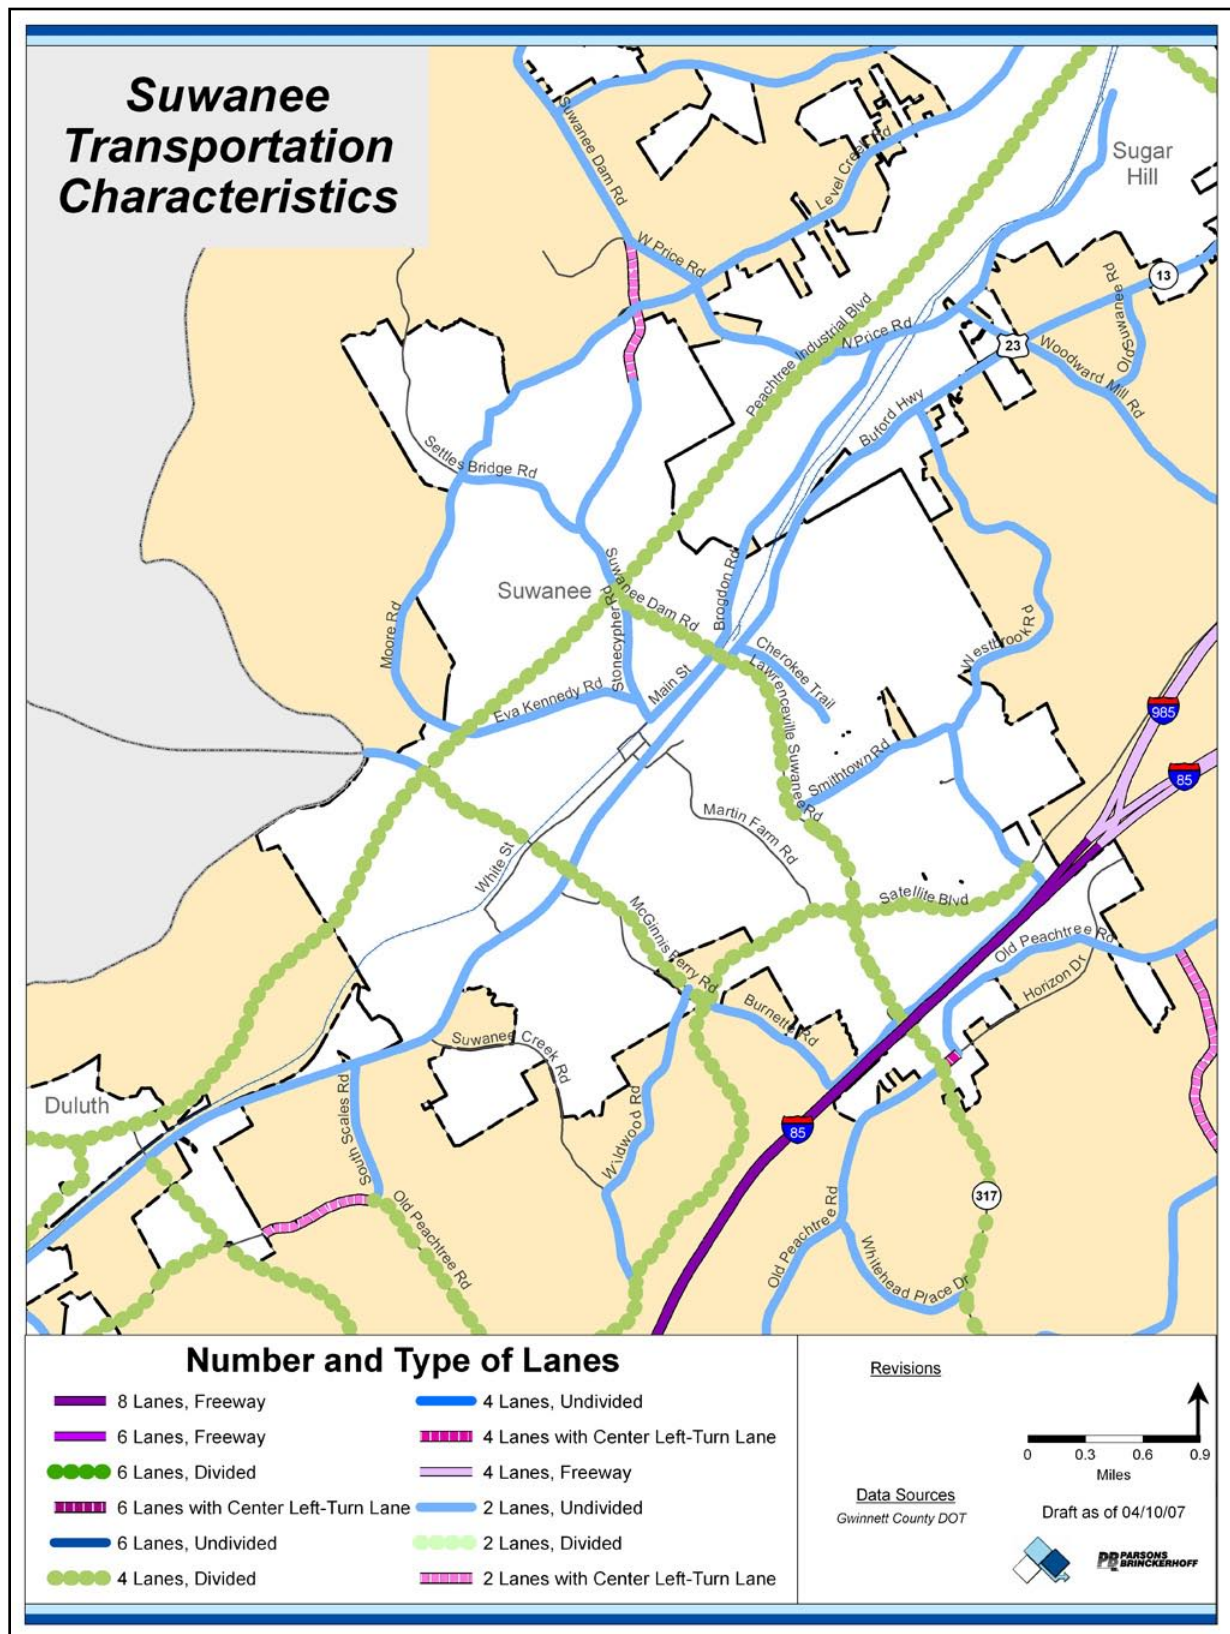 Suwanee
Transportation
Characteristics
Sugar
Hill
Suwanee Dam Rd
Level Creek Rd
W Price Rd
13
Old Suwanee Rd
Peachtree Industrial Blvd
N Price Rd
23
Woodward Mill Rd
Buford Hwy
Settles Bridge Rd
Suwanee
Suwanee Dam Rd
Stonecypher Rd
Brogdon Rd
Moore Rd
Westbrook Rd
Cherokee Trail
Main St
Eva Kennedy Rd
Lawrenceville Suwanee Rd
985
85
Smithtown Rd
Martin Farm Rd
White St
Satellite Blvd
McGinnis Ferry Rd
Old Peachtree Rd
Horizon Dr
Burnette Rd
Suwanee Creek Rd
Duluth
South Scales Rd
Wildwood Rd
85
317
Old Peachtree Rd
Old Peachtree Rd
Whitehead Place Dr
Number and Type of Lanes
8 Lanes, Freeway
6 Lanes, Freeway
6 Lanes, Divided
6 Lanes with Center Left-Turn Lane
6 Lanes, Undivided
4 Lanes, Divided
4 Lanes, Undivided
4 Lanes with Center Left-Turn Lane
4 Lanes, Freeway
2 Lanes, Undivided
2 Lanes, Divided
2 Lanes with Center Left-Turn Lane
Revisions
0 0.3 0.6 0.9
Miles
Data Sources
Gwinnett County DOT
Draft as of 04/10/07
PB PARSONS
BRINCKERHOFF